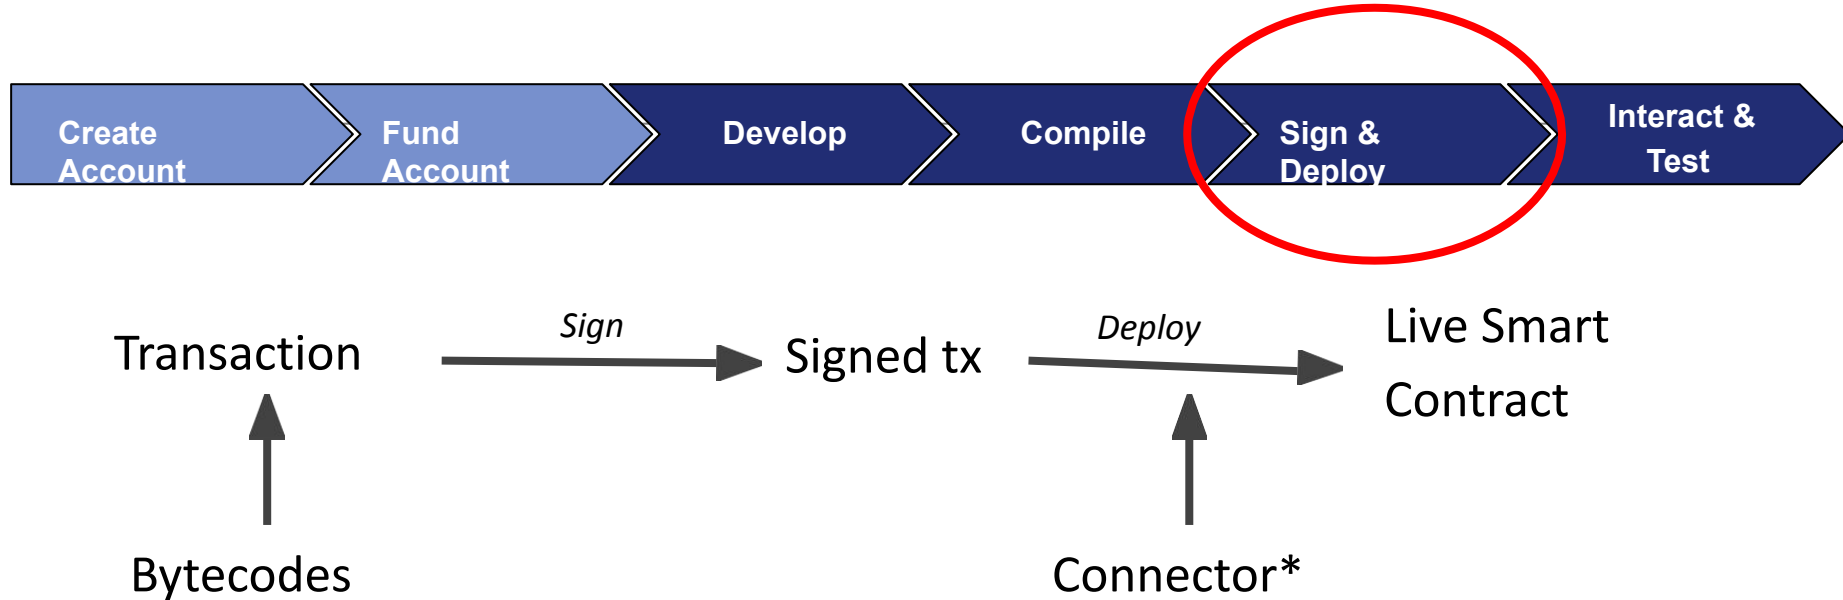 Create
Account
Fund
Account
Develop
Compile
Sign &
Deploy
Interact &
Test
Transaction
Sign
Signed tx
Deploy
Live Smart
Contract
Bytecodes
Connector*